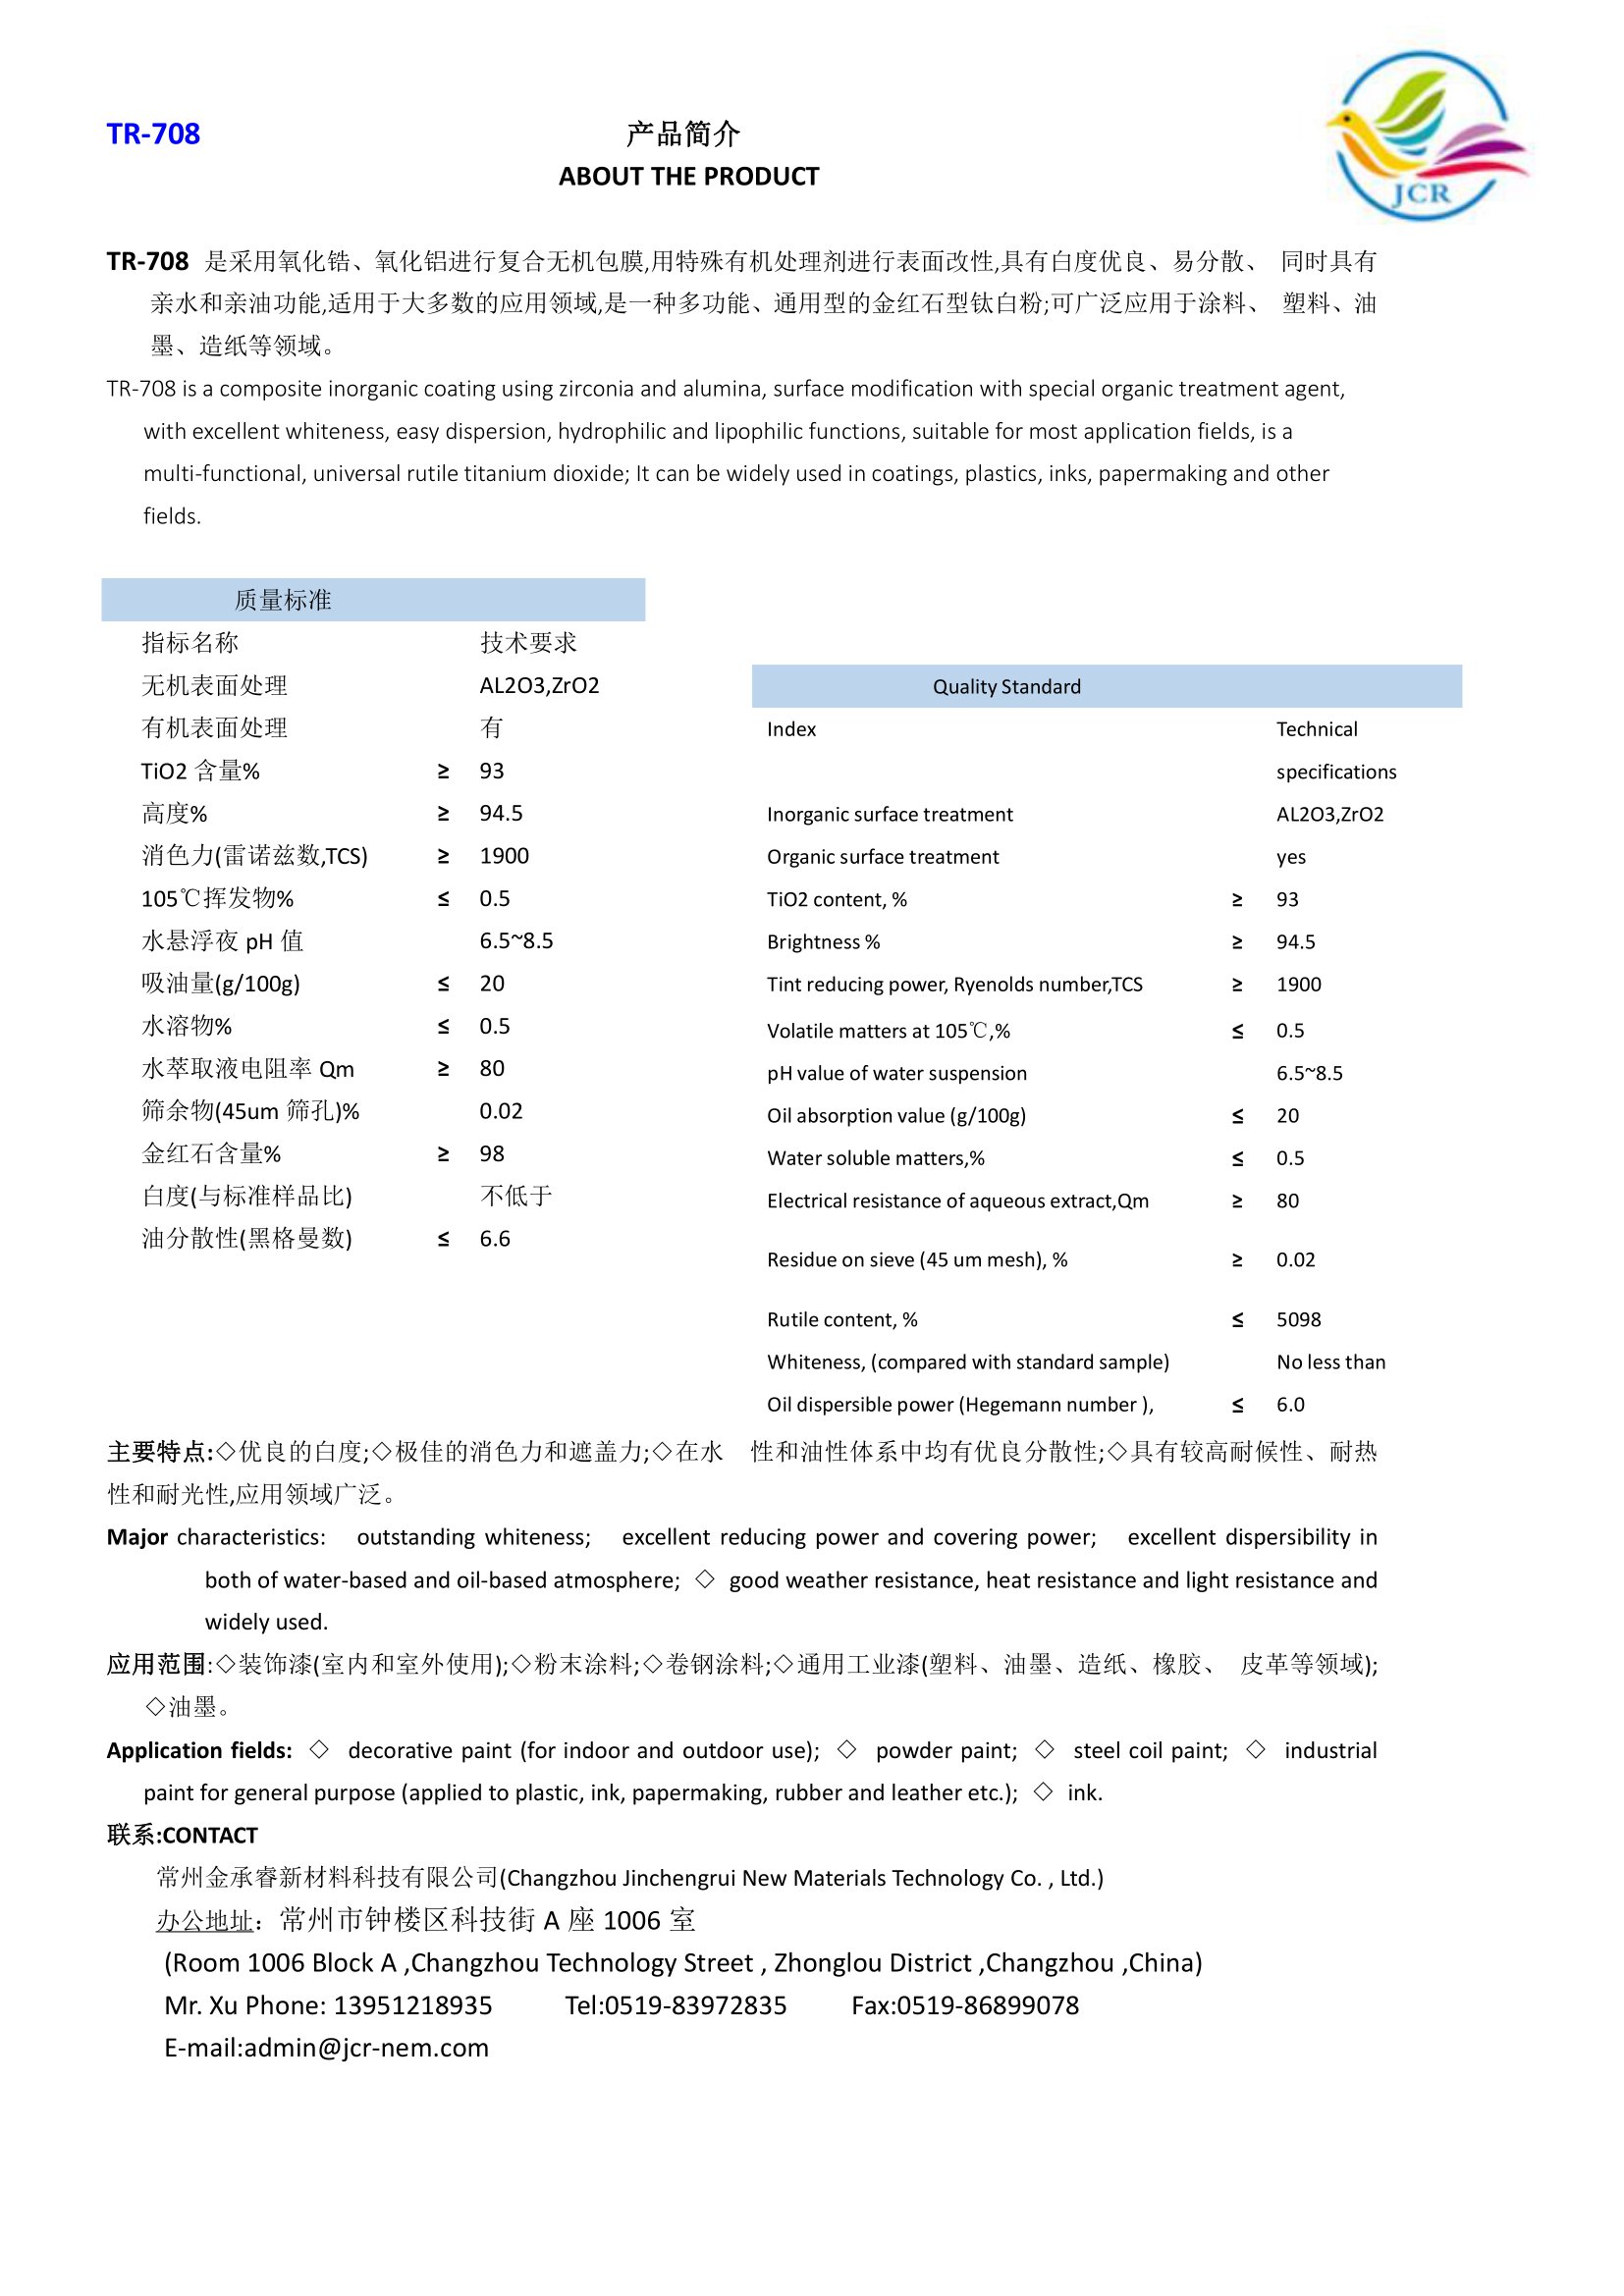 TR-708
产品简介
ABOUT THE PRODUCT
JCR
TR-708 是采用氧化锆、氧化铝进行复合无机包膜,用特殊有机处理剂进行表面改性,具有白度优良、易分散、 同时具有
亲水和亲油功能,适用于大多数的应用领域,是一种多功能、通用型的金红石型钛白粉;可广泛应用于涂料、 塑料、油
墨、造纸等领域。
TR-708 is a composite inorganic coating using zirconia and alumina, surface modification with special organic treatment agent,
with excellent whiteness, easy dispersion, hydrophilic and lipophilic functions, suitable for most application fields, is a
multi-functional, universal rutile titanium dioxide; It can be widely used in coatings, plastics, inks, papermaking and other
fields.
质量标准
指标名称 技术要求
无机表面处理 AL2O3,ZrO2
有机表面处理 有
TiO2 含量% ≥ 93
高度% ≥ 94.5
消色力(雷诺兹数,TCS) ≥ 1900
105℃挥发物% ≤ 0.5
水悬浮夜 pH 值 6.5~8.5
吸油量(g/100g) ≤ 20
水溶物% ≤ 0.5
水萃取液电阻率 Qm ≥ 80
筛余物(45um 筛孔)% 0.02
金红石含量% ≥ 98
白度(与标准样品比) 不低于
油分散性(黑格曼数) ≤ 6.6
Quality Standard
Index Technical
specifications
Inorganic surface treatment AL2O3,ZrO2
Organic surface treatment yes
TiO2 content, % ≥ 93
Brightness % ≥ 94.5
Tint reducing power, Ryenolds number,TCS ≥ 1900
Volatile matters at 105℃,% ≤ 0.5
pH value of water suspension 6.5~8.5
Oil absorption value (g/100g) ≤ 20
Water soluble matters,% ≤ 0.5
Electrical resistance of aqueous extract,Qm ≥ 80
Residue on sieve (45 um mesh), % ≥ 0.02
Rutile content, % ≤ 5098
Whiteness, (compared with standard sample) No less than
Oil dispersible power (Hegemann number ), ≤ 6.0
主要特点:◇优良的白度;◇极佳的消色力和遮盖力;◇在水 性和油性体系中均有优良分散性;◇具有较高耐候性、耐热
性和耐光性,应用领域广泛。
Major characteristics: outstanding whiteness; excellent reducing power and covering power; excellent dispersibility in
both of water-based and oil-based atmosphere; ◇ good weather resistance, heat resistance and light resistance and
widely used.
应用范围:◇装饰漆(室内和室外使用);◇粉末涂料;◇卷钢涂料;◇通用工业漆(塑料、油墨、造纸、橡胶、 皮革等领域);
◇油墨。
Application fields: ◇ decorative paint (for indoor and outdoor use); ◇ powder paint; ◇ steel coil paint; ◇ industrial
paint for general purpose (applied to plastic, ink, papermaking, rubber and leather etc.); ◇ ink.
联系:CONTACT
常州金承睿新材料科技有限公司(Changzhou Jinchengrui New Materials Technology Co. , Ltd.)
办公地址：常州市钟楼区科技街 A 座 1006 室
(Room 1006 Block A ,Changzhou Technology Street , Zhonglou District ,Changzhou ,China)
Mr. Xu Phone: 13951218935 Tel:0519-83972835 Fax:0519-86899078
E-mail:admin@jcr-nem.com